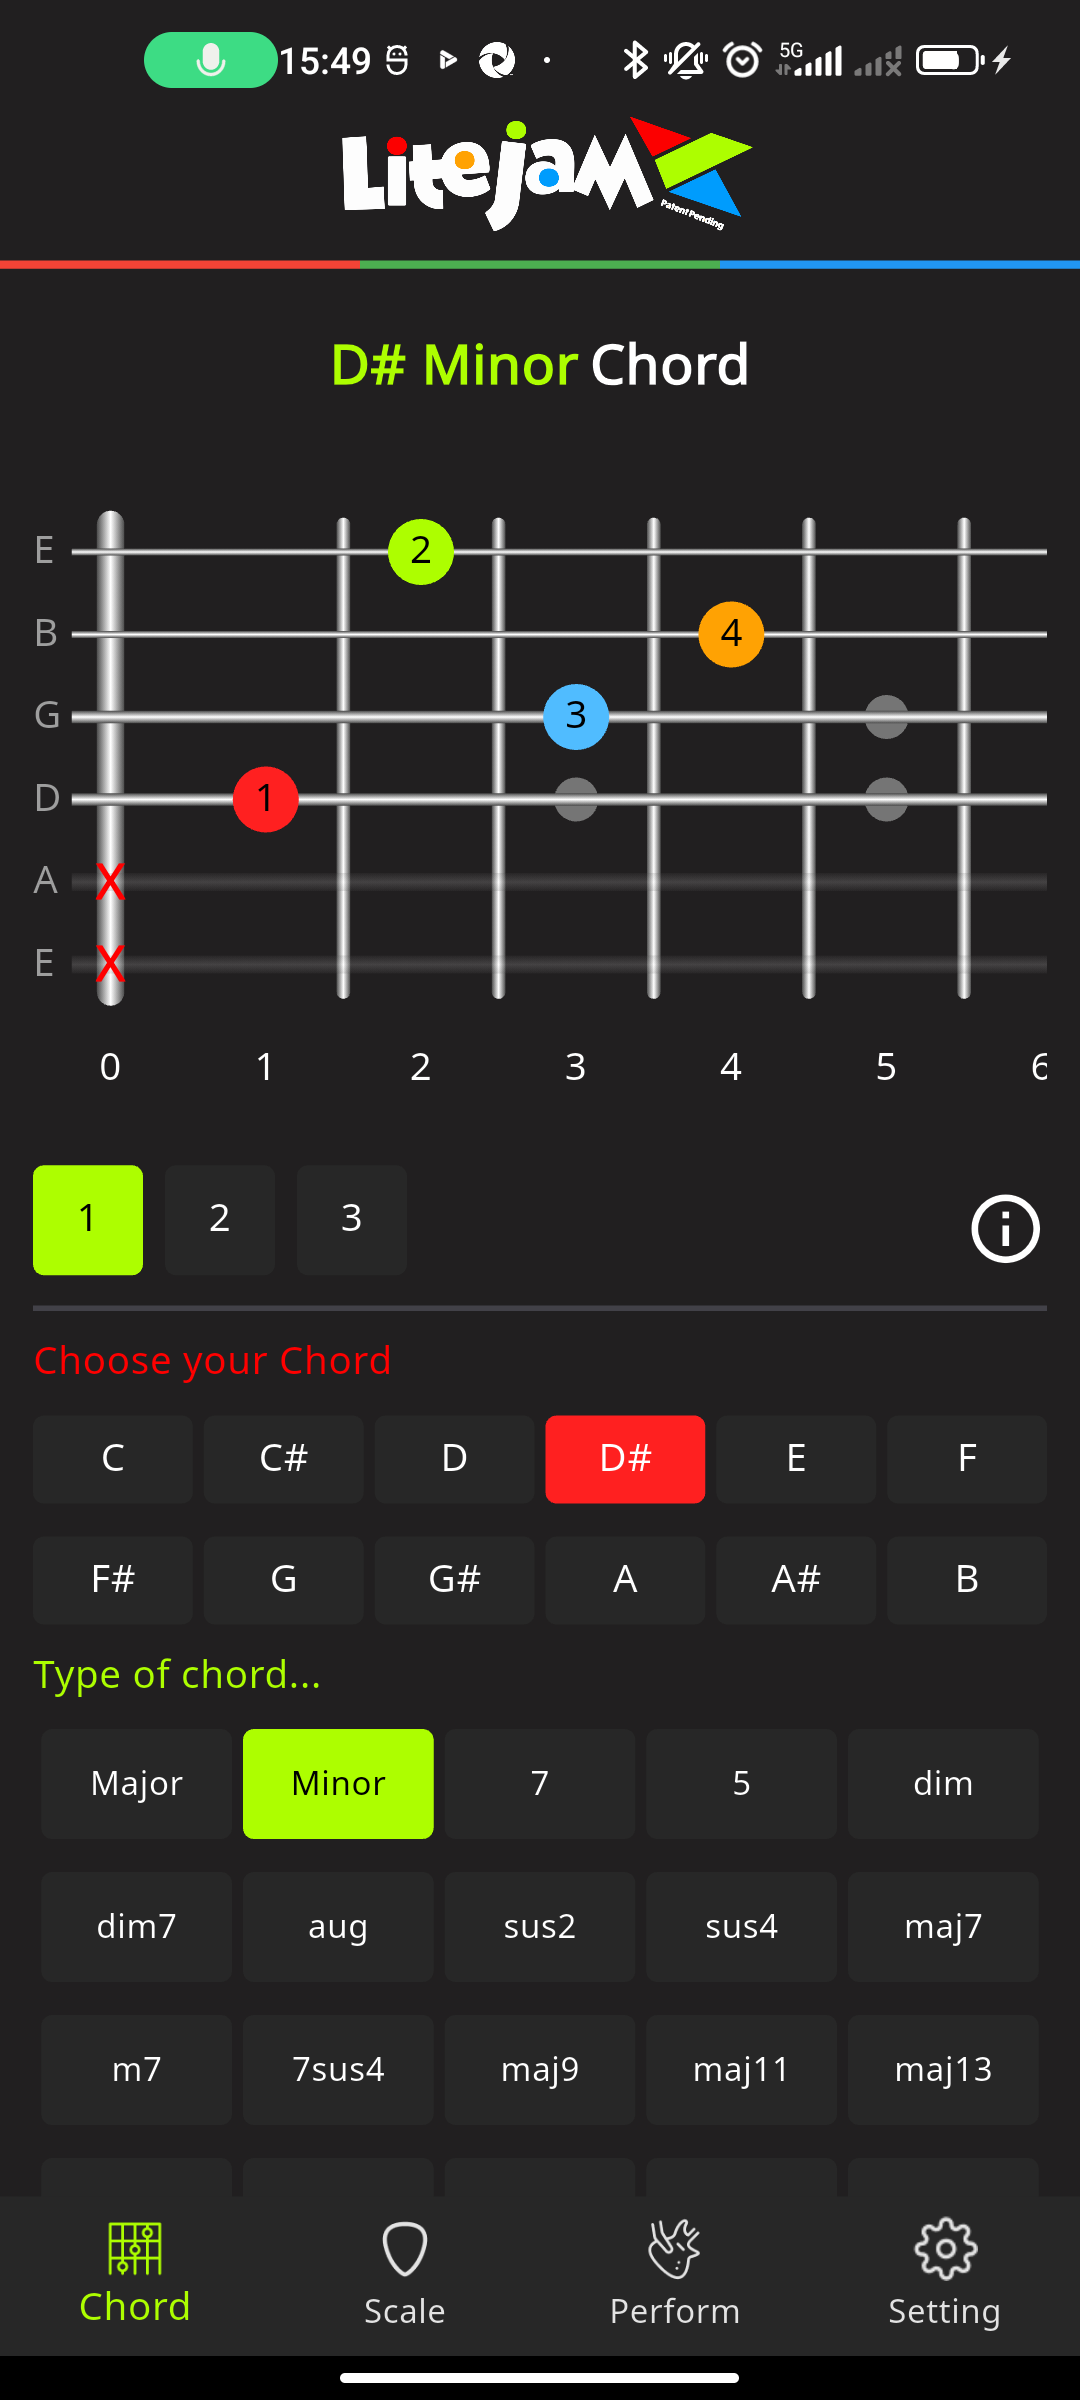 15:49 5G
Litejam
Patent Pending
D# Minor Chord
E 2
B 4
G 3
D 1
A X
E X
0 1 2 3 4 5 6
1 2 3
Choose your Chord
C C# D D# E F
F# G G# A A# B
Type of chord...
Major Minor 7 5 dim
dim7 aug sus2 sus4 maj7
m7 7sus4 maj9 maj11 maj13
Chord Scale Perform Setting